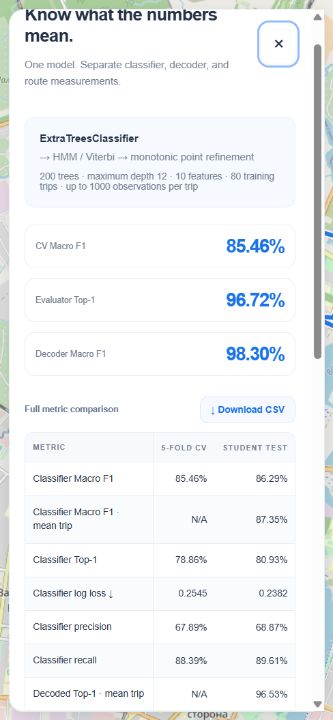 Know what the numbers
mean.
×
One model. Separate classifier, decoder, and
route measurements.
ExtraTreesClassifier
→ HMM / Viterbi → monotonic point refinement
200 trees · maximum depth 12 · 10 features · 80 training
trips · up to 1000 observations per trip
CV Macro F1 85.46%
Evaluator Top-1 96.72%
Decoder Macro F1 98.30%
Full metric comparison ↓ Download CSV
METRIC 5-FOLD CV STUDENT TEST
Classifier Macro F1 85.46% 86.29%
Classifier Macro F1 ·
mean trip N/A 87.35%
Classifier Top-1 78.86% 80.93%
Classifier log loss ↓ 0.2545 0.2382
Classifier precision 67.89% 68.87%
Classifier recall 88.39% 89.61%
Decoded Top-1 · mean trip N/A 96.53%
сторона